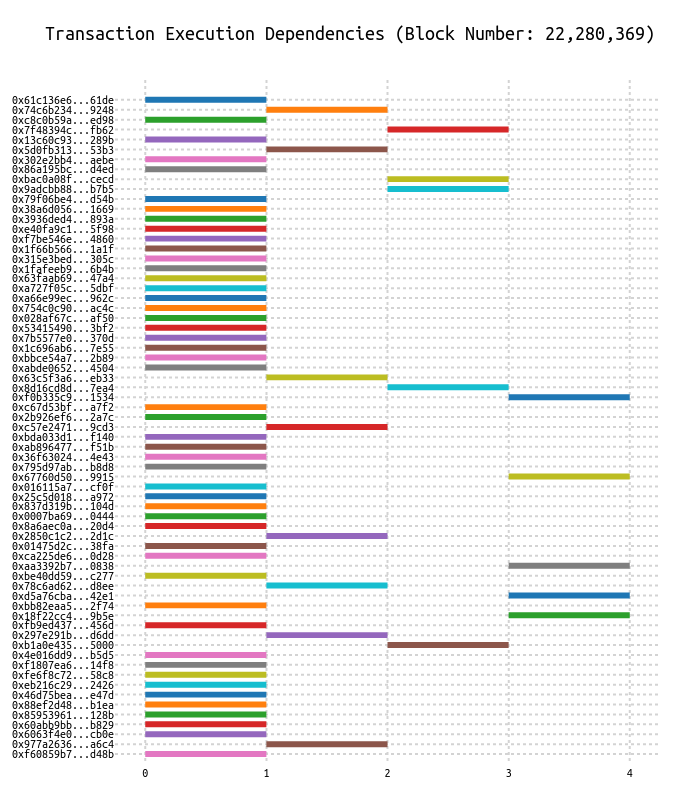 Transaction Execution Dependencies (Block Number: 22,280,369)
0x61c136e6...61de
0x74c6b234...9248
0xc8c0b59a...ed98
0x7f48394c...fb62
0x13c60c93...289b
0x5d0fb313...53b3
0x302e2bb4...aebe
0x86a195bc...d4ed
0xbac0a08f...cecd
0x9adcbb88...b7b5
0x79f06be4...d54b
0x38a6d056...1669
0x3936ded4...893a
0xe40fa9c1...5f98
0xf7be546e...4860
0x1f66b566...1a1f
0x315e3bed...305c
0x1fafeeb9...6b4b
0x63faab69...47a4
0xa727f05c...5dbf
0xa66e99ec...962c
0x754c0c90...ac4c
0x028af67c...af50
0x53415490...3bf2
0x7b5577e0...370d
0x1c696ab6...7e55
0xbbce54a7...2b89
0xabde0652...4504
0x63c5f3a6...eb33
0x8d16cd8d...7ea4
0xf0b335c9...1534
0xc67d53bf...a7f2
0x2b926ef6...2a7c
0xc57e2471...9cd3
0xbda033d1...f140
0xab896477...f51b
0x36f63024...4e43
0x795d97ab...b8d8
0x67760d50...9915
0x016115a7...cf0f
0x25c5d018...a972
0x837d319b...104d
0x0007ba69...0444
0x8a6aec0a...20d4
0x2850c1c2...2d1c
0x01475d2c...38fa
0xca225de6...0d28
0xaa3392b7...0838
0xbe40dd59...c277
0x78c6ad62...d8ee
0xd5a76cba...42e1
0xbb82eaa5...2f74
0x18f22cc4...9b5e
0xfb9ed437...456d
0x297e291b...d6dd
0xb1a0e435...5000
0x4e016dd9...b5d5
0xf1807ea6...14f8
0xfe6f8c72...58c8
0xeb216c29...2426
0x46d75bea...e47d
0x88ef2d48...b1ea
0x85953961...128b
0x60abb9bb...b829
0x6063f4e0...cb0e
0x977a2636...a6c4
0xf60859b7...d48b
0 1 2 3 4